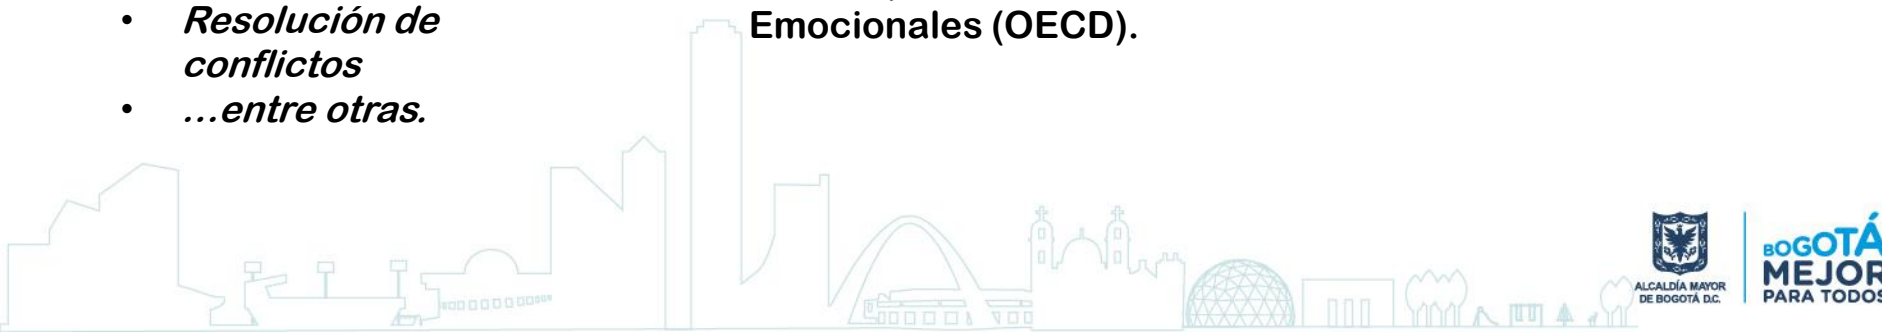 • Resolución de
conflictos
• ...entre otras.
Emocionales (OECD).
ALCALDÍA MAYOR
DE BOGOTÁ D.C.
BOGOTÁ
MEJOR
PARA TODOS